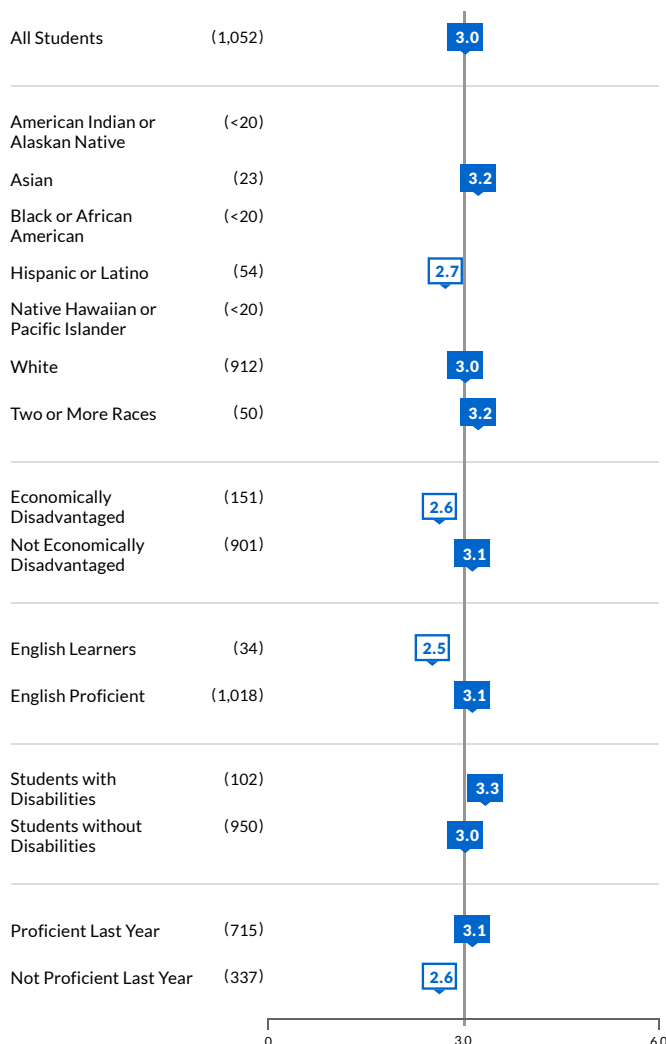 All Students (1,052) 3.0
American Indian or (<20)
Alaskan Native
Asian (23) 3.2
Black or African (<20)
American
Hispanic or Latino (54) 2.7
Native Hawaiian or (<20)
Pacific Islander
White (912) 3.0
Two or More Races (50) 3.2
Economically (151) 2.6
Disadvantaged
Not Economically (901) 3.1
Disadvantaged
English Learners (34) 2.5
English Proficient (1,018) 3.1
Students with (102) 3.3
Disabilities
Students without (950) 3.0
Disabilities
Proficient Last Year (715) 3.1
Not Proficient Last Year (337) 2.6
0 3.0 6.0